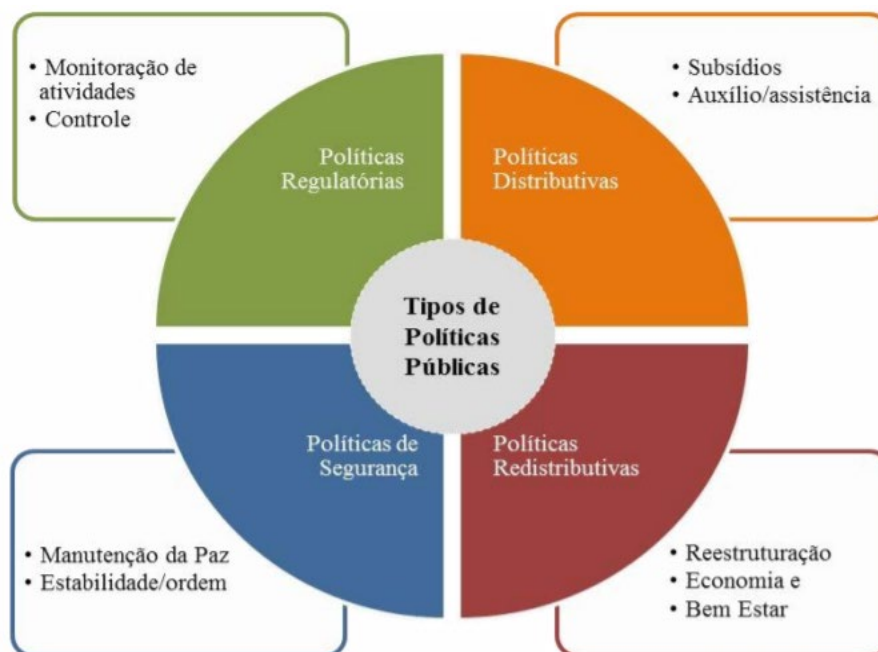 • Monitoração de
atividades
• Controle
• Subsídios
• Auxílio/assistência
Políticas
Regulatórias
Políticas
Distributivas
Tipos de
Políticas
Públicas
Políticas de
Segurança
Políticas
Redistributivas
• Manutenção da Paz
• Estabilidade/ordem
• Reestruturação
• Economia e
• Bem Estar